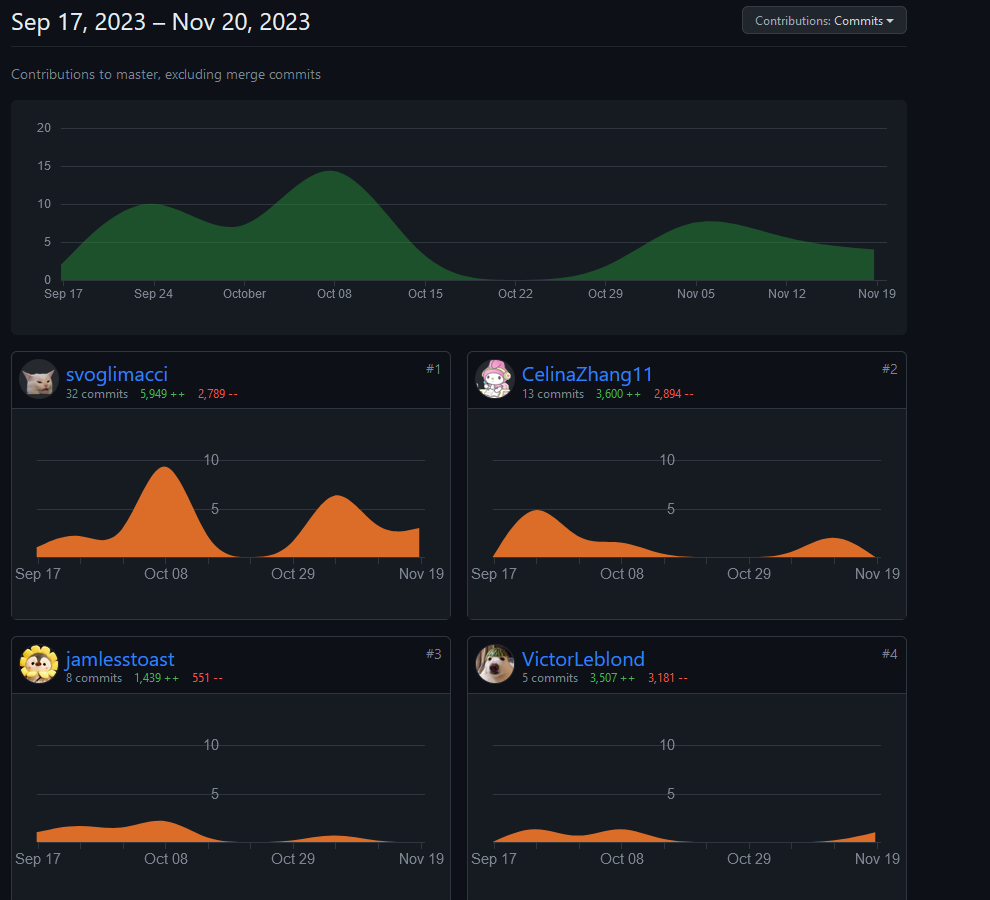 Sep 17, 2023 – Nov 20, 2023
Contributions: Commits
Contributions to master, excluding merge commits
20
15
10
5
0
Sep 17 Sep 24 October Oct 08 Oct 15 Oct 22 Oct 29 Nov 05 Nov 12 Nov 19
svoglimacci #1
32 commits 5,949 ++ 2,789 --
10
5
Sep 17 Oct 08 Oct 29 Nov 19
CelinaZhang11 #2
13 commits 3,600 ++ 2,894 --
10
5
Sep 17 Oct 08 Oct 29 Nov 19
jamlesstoast #3
8 commits 1,439 ++ 551 --
10
5
Sep 17 Oct 08 Oct 29 Nov 19
VictorLeblond #4
5 commits 3,507 ++ 3,181 --
10
5
Sep 17 Oct 08 Oct 29 Nov 19